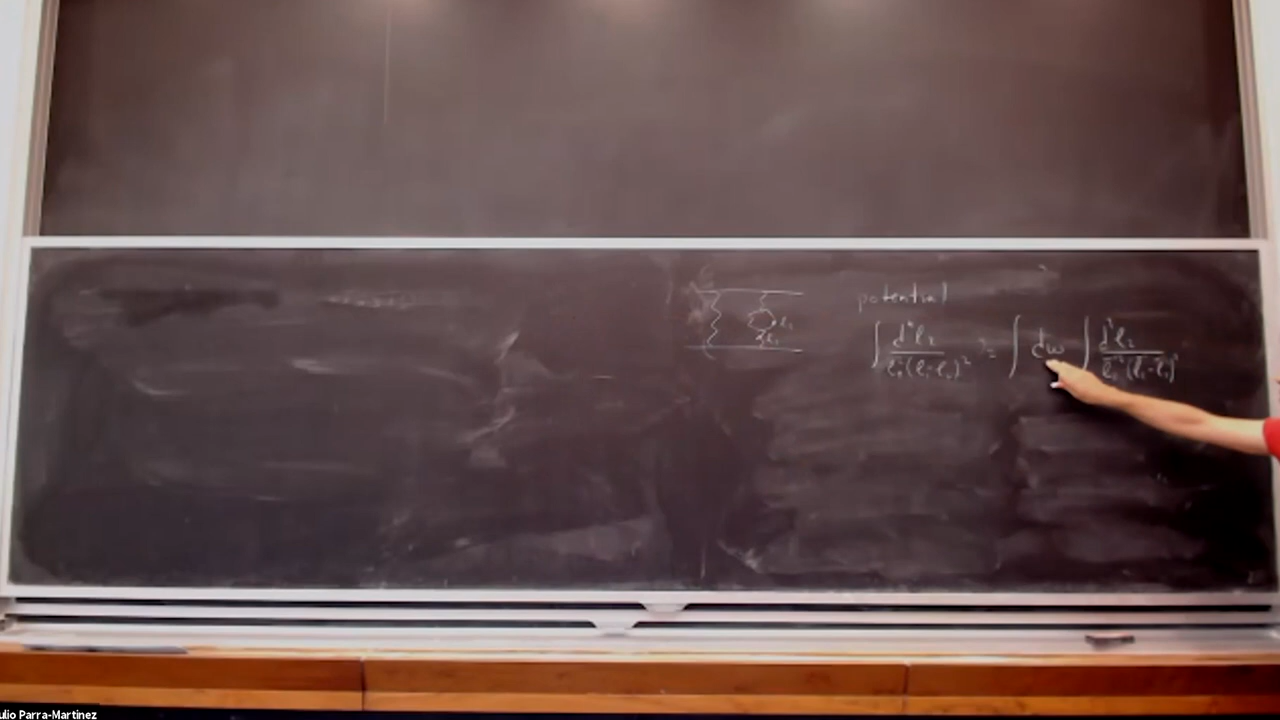 potential
∫ d⁴ℓ₂ / ℓ₂²(ℓ₁-ℓ₂)² ?= ∫ dω ∫ d³ℓ₂ / ℓ₂²(ℓ₁-ℓ₂)²
ulio Parra-Martinez